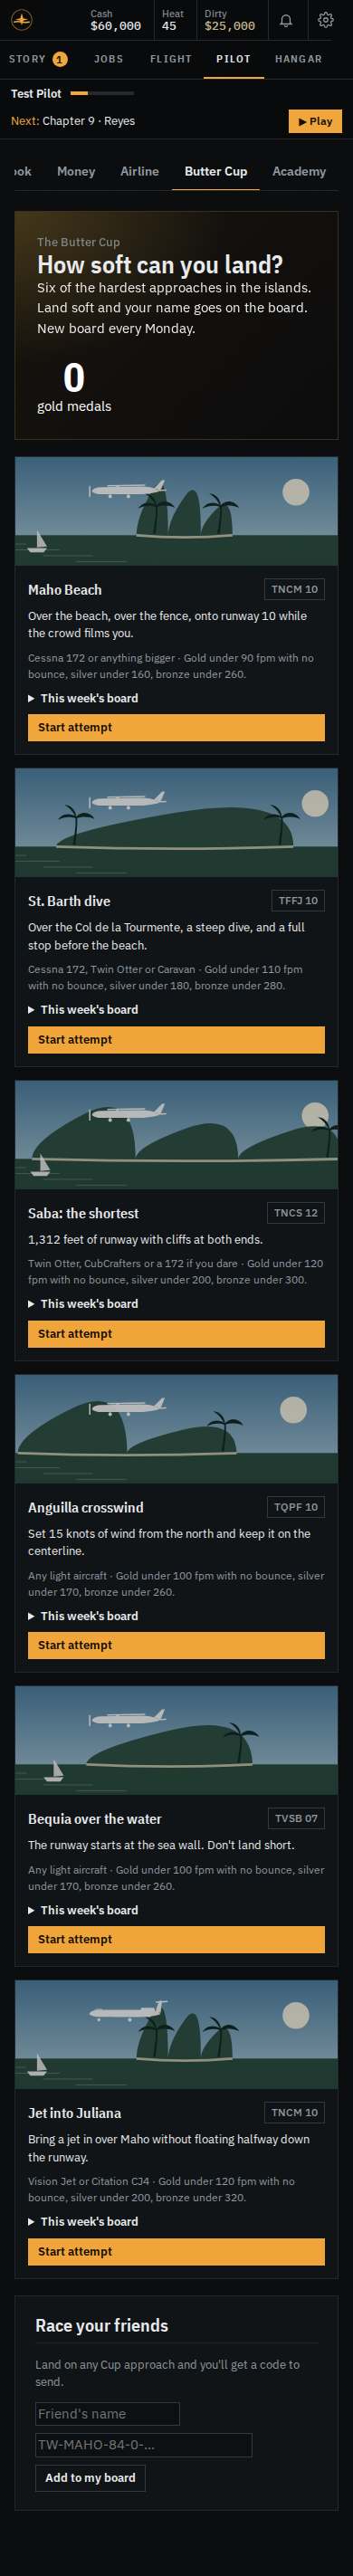 Cash
$60,000
Heat
45
Dirty
$25,000
STORY 1 JOBS FLIGHT PILOT HANGAR
Test Pilot
Next: Chapter 9 · Reyes
▶ Play
ook Money Airline Butter Cup Academy
The Butter Cup
How soft can you land?
Six of the hardest approaches in the islands.
Land soft and your name goes on the board.
New board every Monday.
0
gold medals
Maho Beach
TNCM 10
Over the beach, over the fence, onto runway 10 while
the crowd films you.
Cessna 172 or anything bigger · Gold under 90 fpm with no
bounce, silver under 160, bronze under 260.
▶ This week's board
Start attempt
St. Barth dive
TFFJ 10
Over the Col de la Tourmente, a steep dive, and a full
stop before the beach.
Cessna 172, Twin Otter or Caravan · Gold under 110 fpm
with no bounce, silver under 180, bronze under 280.
▶ This week's board
Start attempt
Saba: the shortest
TNCS 12
1,312 feet of runway with cliffs at both ends.
Twin Otter, CubCrafters or a 172 if you dare · Gold under 120
fpm with no bounce, silver under 200, bronze under 300.
▶ This week's board
Start attempt
Anguilla crosswind
TQPF 10
Set 15 knots of wind from the north and keep it on the
centerline.
Any light aircraft · Gold under 100 fpm with no bounce, silver
under 170, bronze under 260.
▶ This week's board
Start attempt
Bequia over the water
TVSB 07
The runway starts at the sea wall. Don't land short.
Any light aircraft · Gold under 100 fpm with no bounce, silver
under 170, bronze under 260.
▶ This week's board
Start attempt
Jet into Juliana
TNCM 10
Bring a jet in over Maho without floating halfway down
the runway.
Vision Jet or Citation CJ4 · Gold under 120 fpm with no
bounce, silver under 200, bronze under 320.
▶ This week's board
Start attempt
Race your friends
Land on any Cup approach and you'll get a code to
send.
Friend's name
TW-MAHO-84-0-...
Add to my board